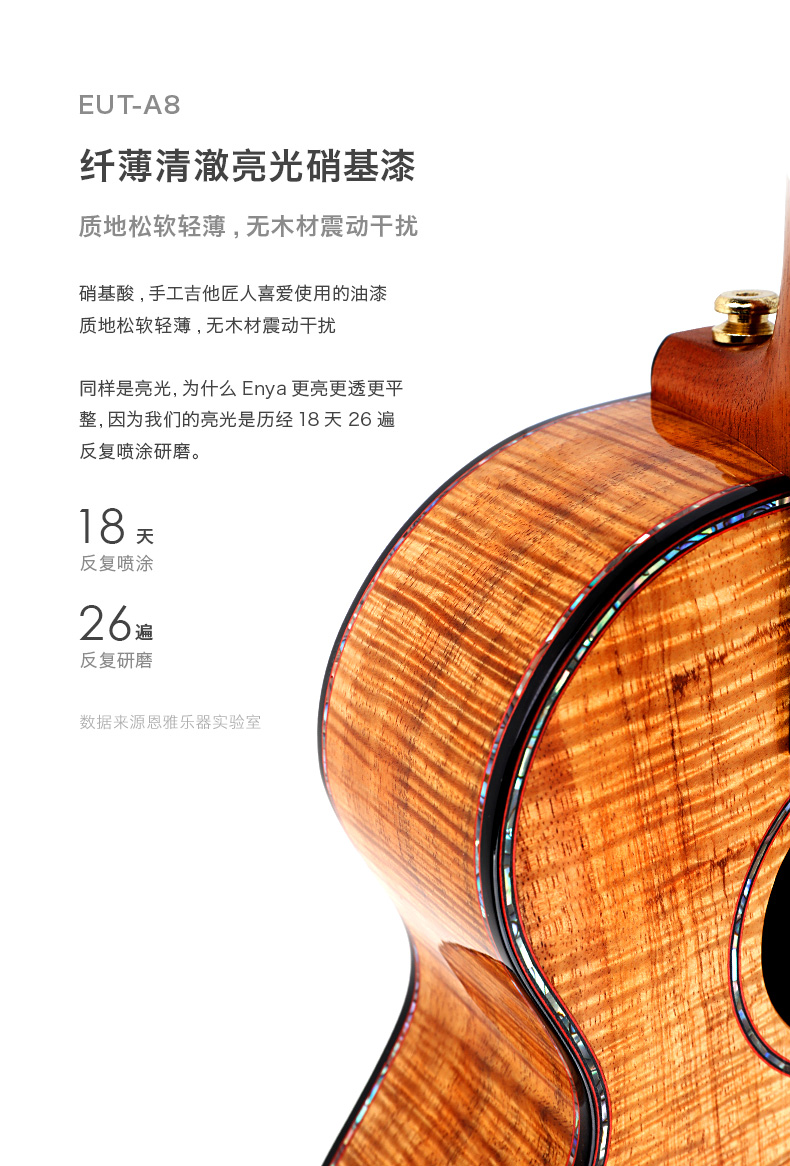 EUT-A8
纤薄清澈亮光硝基漆
质地松软轻薄，无木材震动干扰
硝基酸，手工吉他匠人喜爱使用的油漆
质地松软轻薄，无木材震动干扰
同样是亮光，为什么 Enya 更亮更透更平
整，因为我们的亮光是历经 18 天 26 遍
反复喷涂研磨。
18 天
反复喷涂
26遍
反复研磨
数据来源恩雅乐器实验室